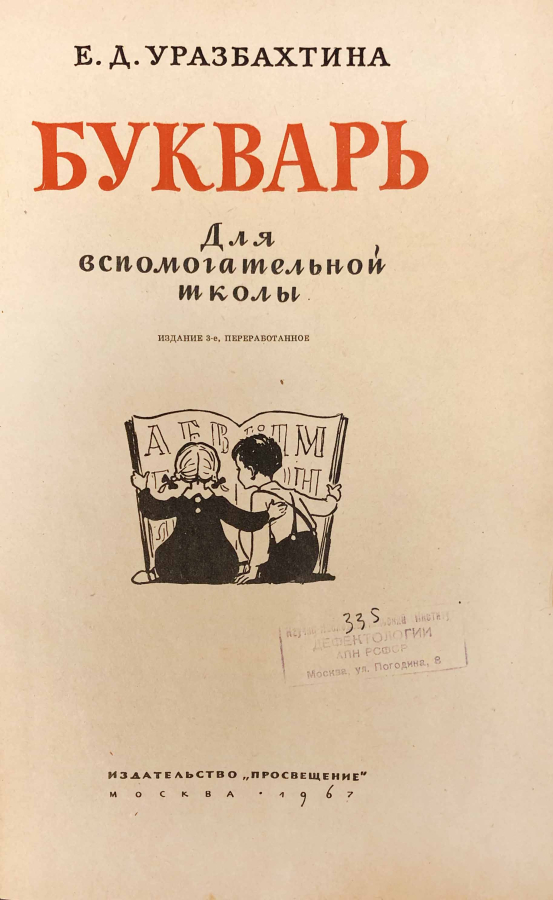 Е. Д. УРАЗБАХТИНА
БУКВАРЬ
Для
вспомогательной
школы
ИЗДАНИЕ 3-е, ПЕРЕРАБОТАННОЕ
А Б В П М
335
Институт
ДЕФЕКТОЛОГИИ
АПН РСФСР
Москва, ул. Погодина, 8
ИЗДАТЕЛЬСТВО „ПРОСВЕЩЕНИЕ"
МОСКВА · 1967